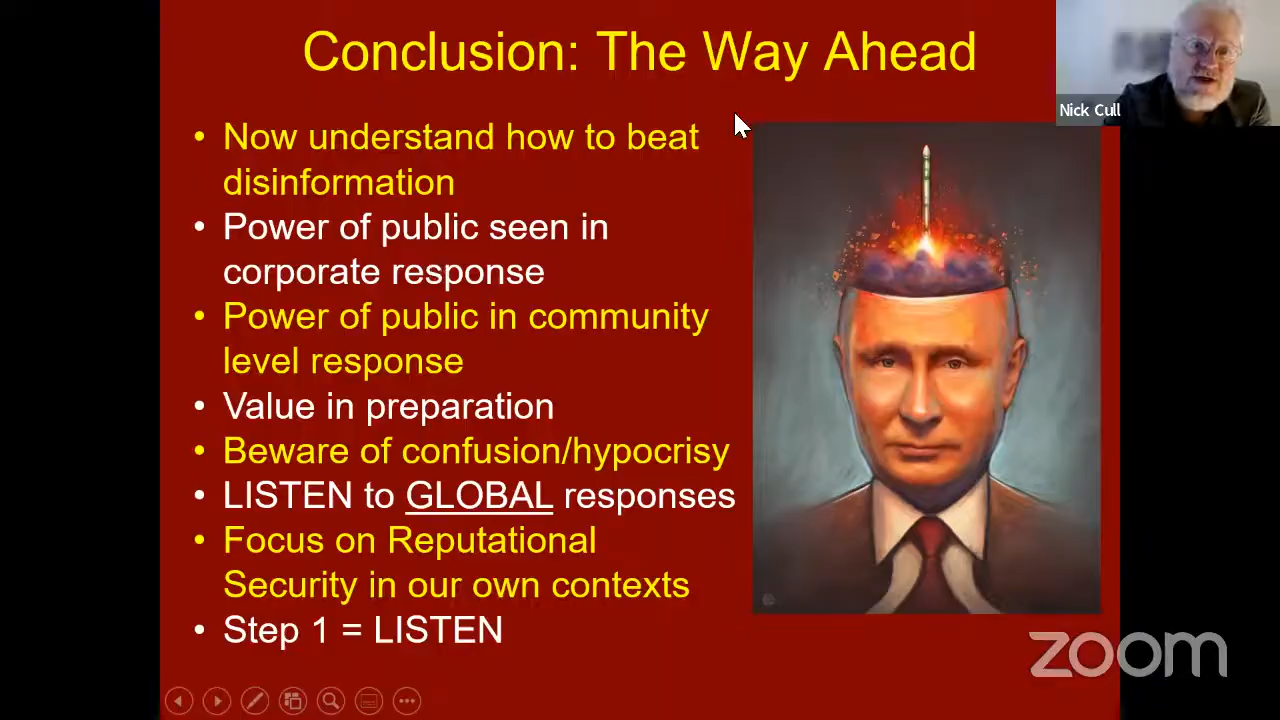 Conclusion: The Way Ahead
Nick Cull
• Now understand how to beat
disinformation
• Power of public seen in
corporate response
• Power of public in community
level response
• Value in preparation
• Beware of confusion/hypocrisy
• LISTEN to GLOBAL responses
• Focus on Reputational
Security in our own contexts
• Step 1 = LISTEN
zoom